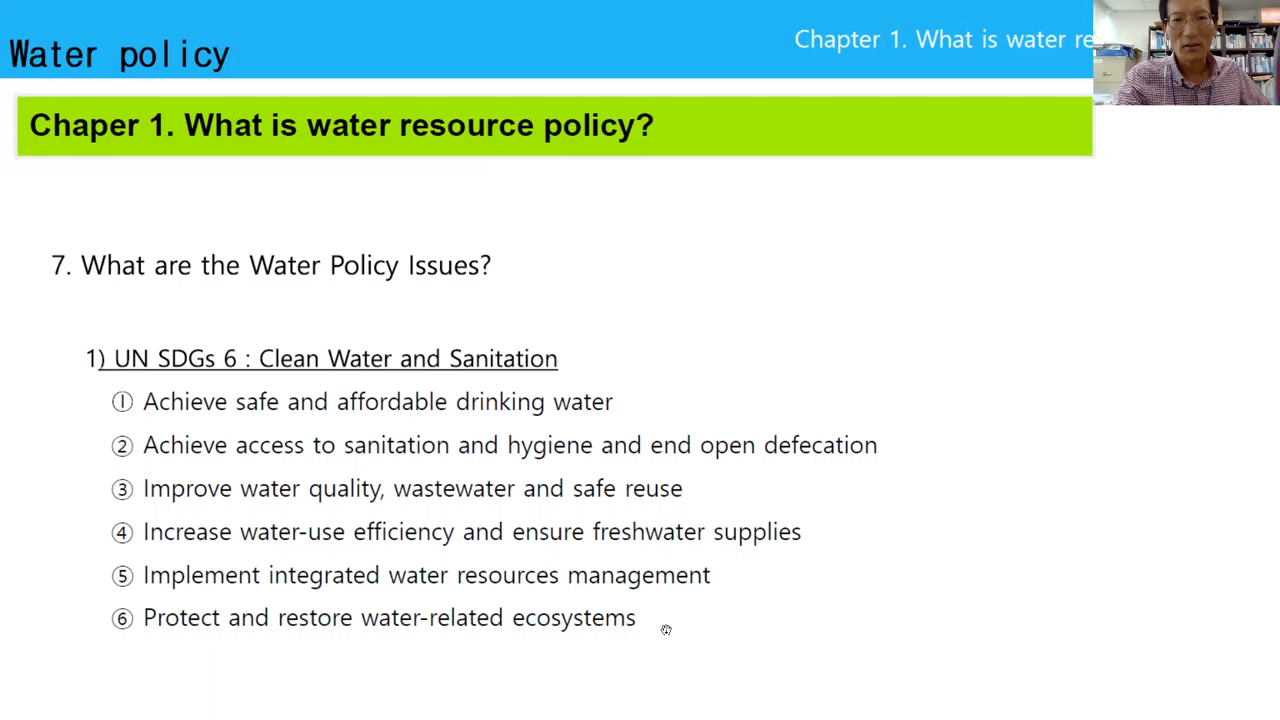 Water policy
Chapter 1. What is water re
Chaper 1. What is water resource policy?
7. What are the Water Policy Issues?
1) UN SDGs 6 : Clean Water and Sanitation
① Achieve safe and affordable drinking water
② Achieve access to sanitation and hygiene and end open defecation
③ Improve water quality, wastewater and safe reuse
④ Increase water-use efficiency and ensure freshwater supplies
⑤ Implement integrated water resources management
⑥ Protect and restore water-related ecosystems